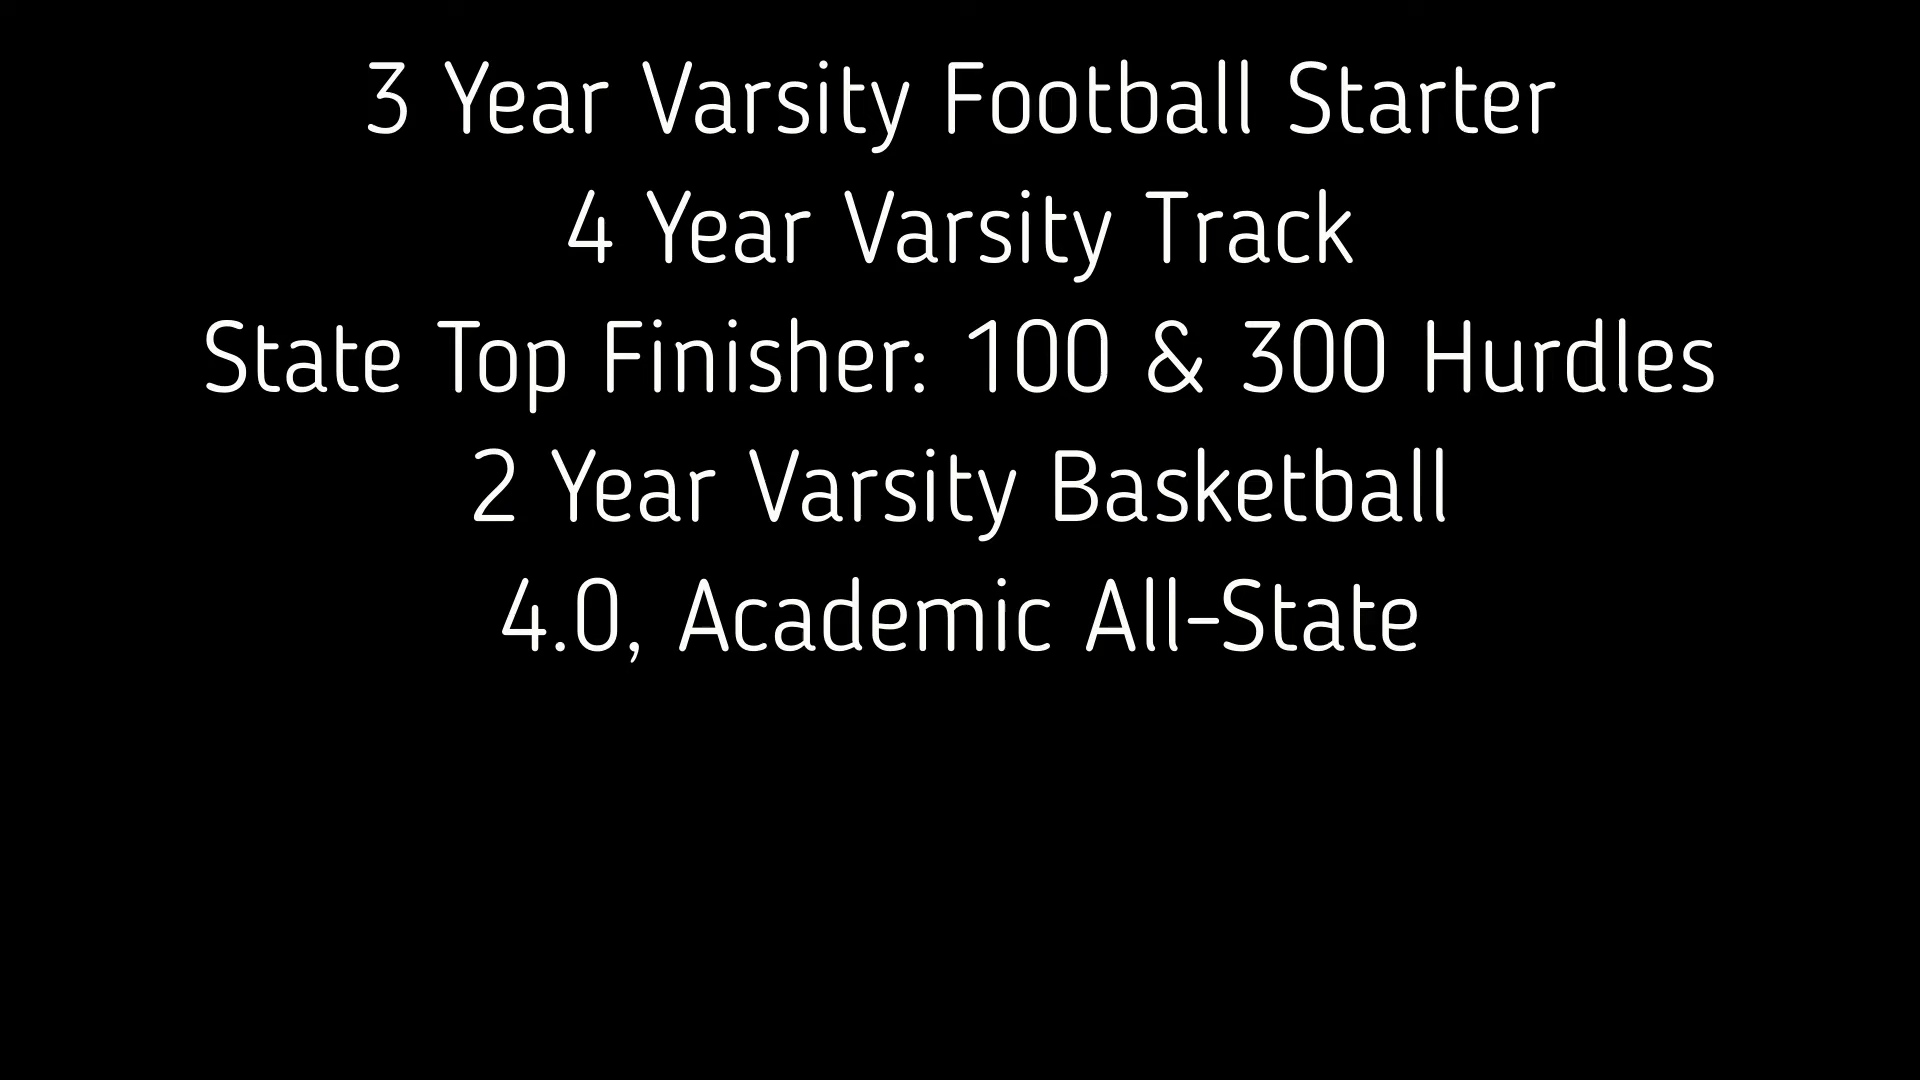 3 Year Varsity Football Starter
4 Year Varsity Track
State Top Finisher: 100 & 300 Hurdles
2 Year Varsity Basketball
4.0, Academic All-State